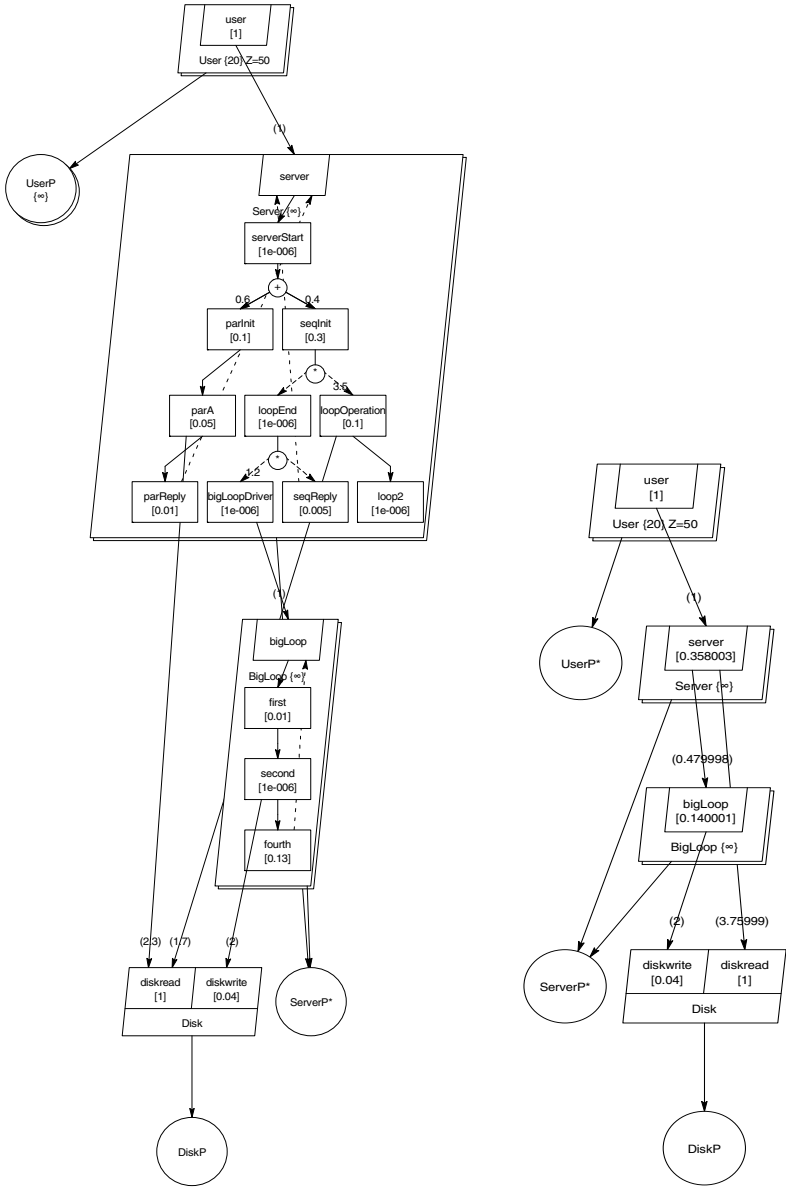 user
[1]
User {20} Z=50
(1)
UserP
{∞}
server
Server {∞}
serverStart
[1e-006]
+
0.6
0.4
parInit
[0.1]
seqInit
[0.3]
*
3.5
parA
[0.05]
loopEnd
[1e-006]
loopOperation
[0.1]
*
1.2
parReply
[0.01]
bigLoopDriver
[1e-006]
seqReply
[0.005]
loop2
[1e-006]
(1)
bigLoop
BigLoop {∞}
first
[0.01]
second
[1e-006]
fourth
[0.13]
(2.3)
(1.7)
(2)
diskread
[1]
diskwrite
[0.04]
Disk
ServerP*
DiskP
user
[1]
User {20} Z=50
(1)
UserP*
server
[0.358003]
Server {∞}
(0.479998)
bigLoop
[0.140001]
BigLoop {∞}
(2)
(3.75999)
ServerP*
diskwrite
[0.04]
diskread
[1]
Disk
DiskP